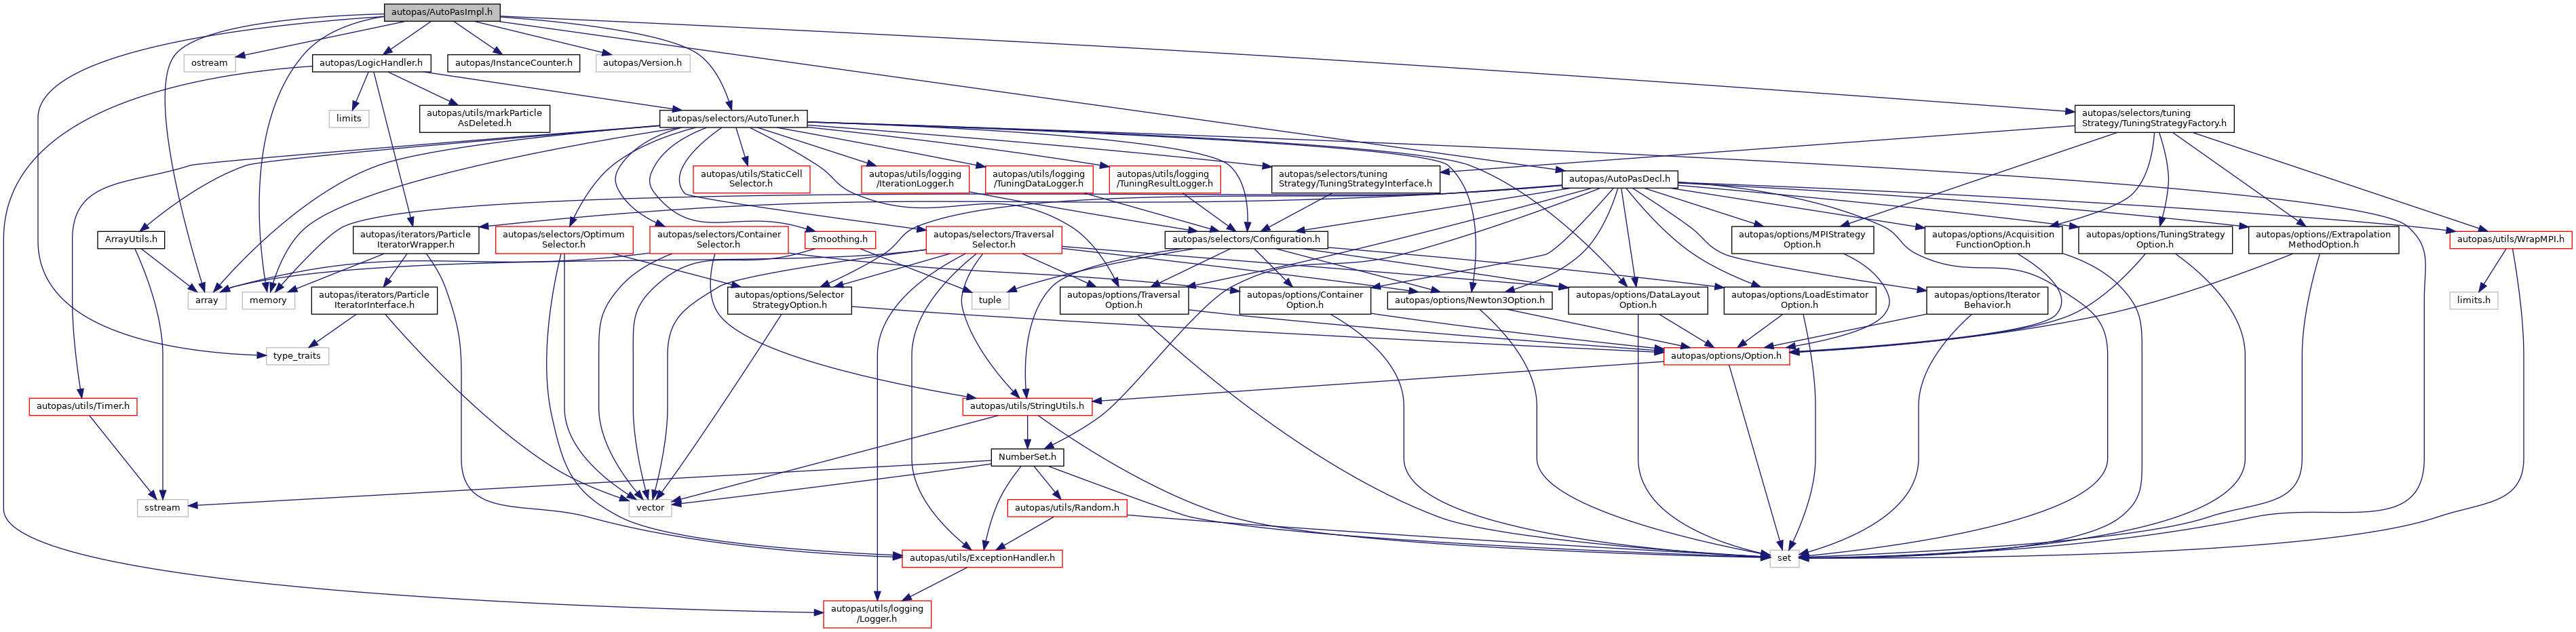 autopas/AutoPasImpl.h
ostream
autopas/LogicHandler.h
autopas/InstanceCounter.h
autopas/Version.h
limits
autopas/utils/markParticle
AsDeleted.h
autopas/selectors/AutoTuner.h
autopas/selectors/tuning
Strategy/TuningStrategyFactory.h
autopas/utils/StaticCell
Selector.h
autopas/utils/logging
/IterationLogger.h
autopas/utils/logging
/TuningDataLogger.h
autopas/utils/logging
/TuningResultLogger.h
autopas/selectors/tuning
Strategy/TuningStrategyInterface.h
autopas/AutoPasDecl.h
ArrayUtils.h
autopas/iterators/Particle
IteratorWrapper.h
autopas/selectors/Optimum
Selector.h
autopas/selectors/Container
Selector.h
Smoothing.h
autopas/selectors/Traversal
Selector.h
autopas/selectors/Configuration.h
autopas/options/MPIStrategy
Option.h
autopas/options/Acquisition
FunctionOption.h
autopas/options/TuningStrategy
Option.h
autopas/options//Extrapolation
MethodOption.h
autopas/utils/WrapMPI.h
array
memory
autopas/iterators/Particle
IteratorInterface.h
autopas/options/Selector
StrategyOption.h
tuple
autopas/options/Traversal
Option.h
autopas/options/Container
Option.h
autopas/options/Newton3Option.h
autopas/options/DataLayout
Option.h
autopas/options/LoadEstimator
Option.h
autopas/options/Iterator
Behavior.h
limits.h
type_traits
autopas/options/Option.h
autopas/utils/Timer.h
autopas/utils/StringUtils.h
NumberSet.h
sstream
vector
autopas/utils/Random.h
autopas/utils/ExceptionHandler.h
set
autopas/utils/logging
/Logger.h